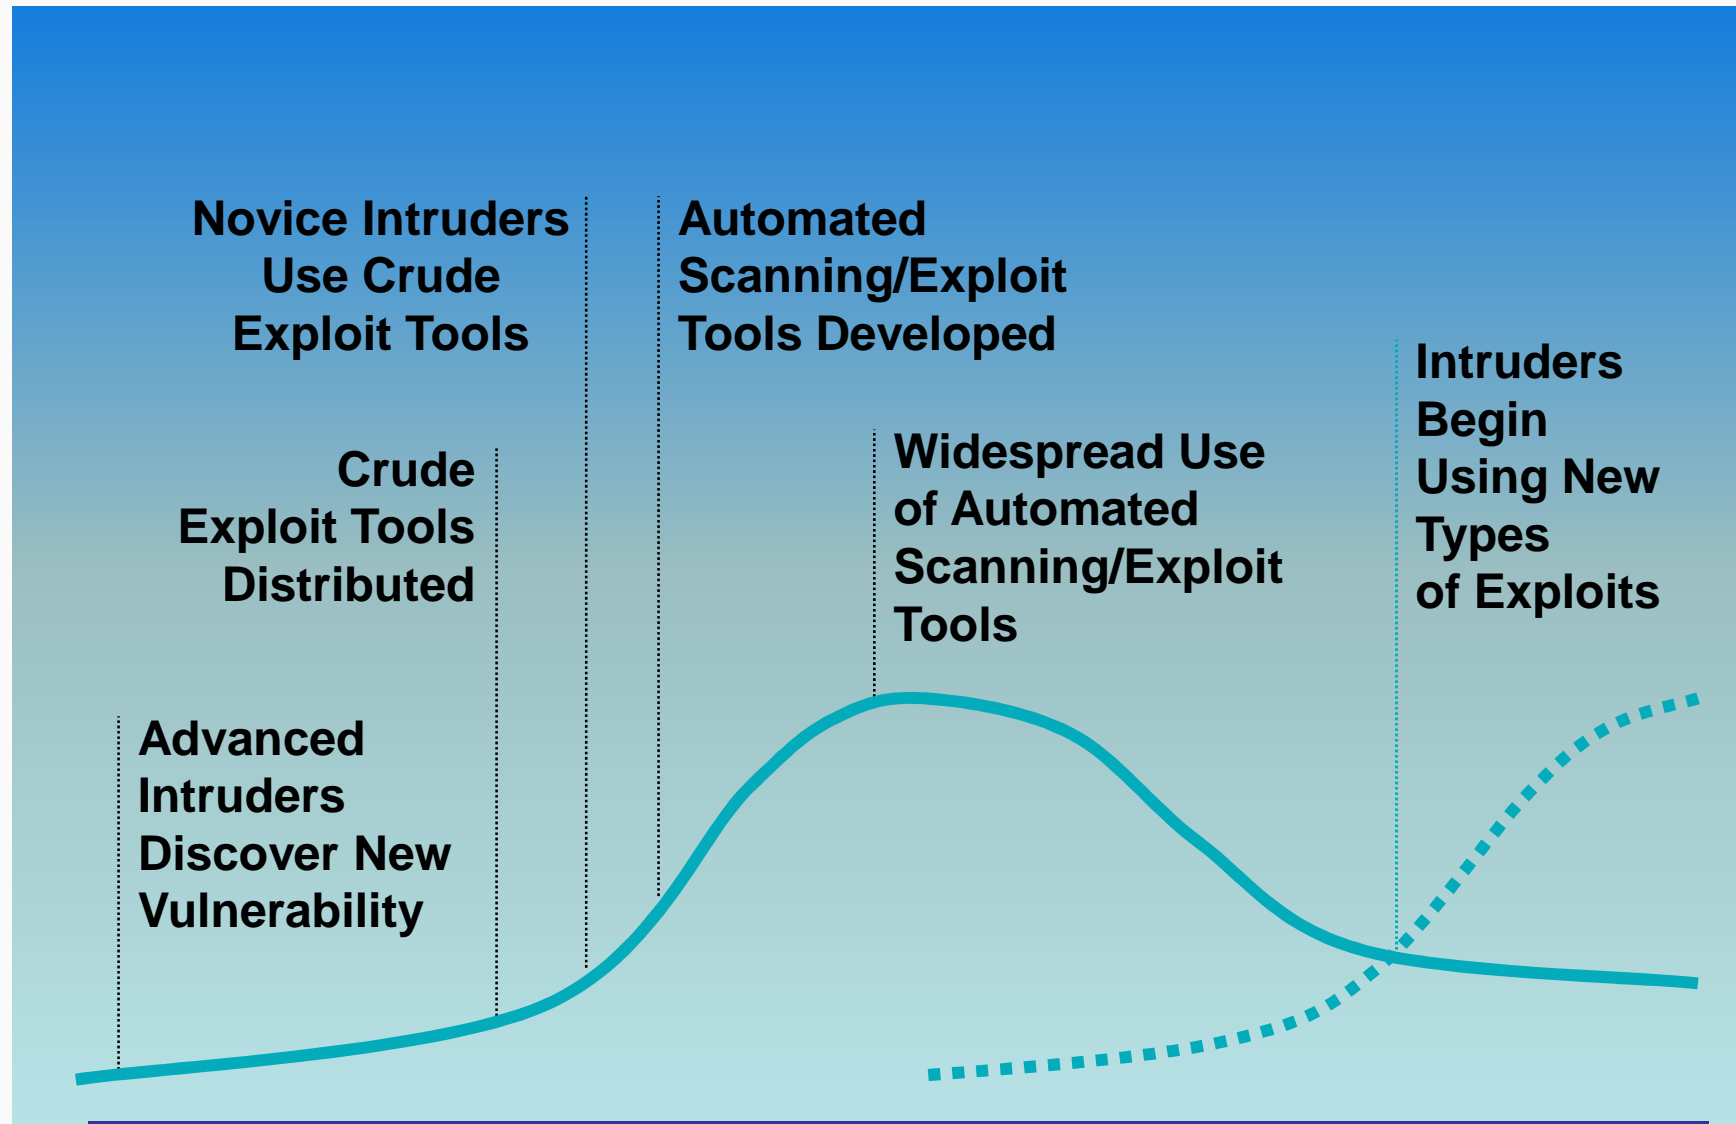 Novice Intruders
Use Crude
Exploit Tools
Automated
Scanning/Exploit
Tools Developed
Intruders
Begin
Using New
Types
of Exploits
Widespread Use
of Automated
Scanning/Exploit
Tools
Crude
Exploit Tools
Distributed
Advanced
Intruders
Discover New
Vulnerability